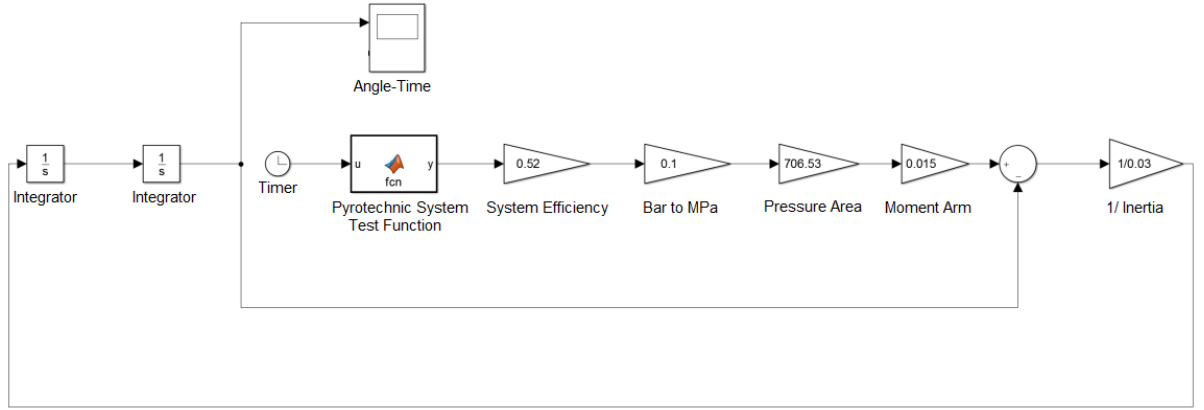 Angle-Time
1
s
Integrator
1
s
Integrator
Timer
u
fcn
y
Pyrotechnic System
Test Function
0.52
System Efficiency
0.1
Bar to MPa
706.53
Pressure Area
0.015
Moment Arm
+
−
1/0.03
1/ Inertia